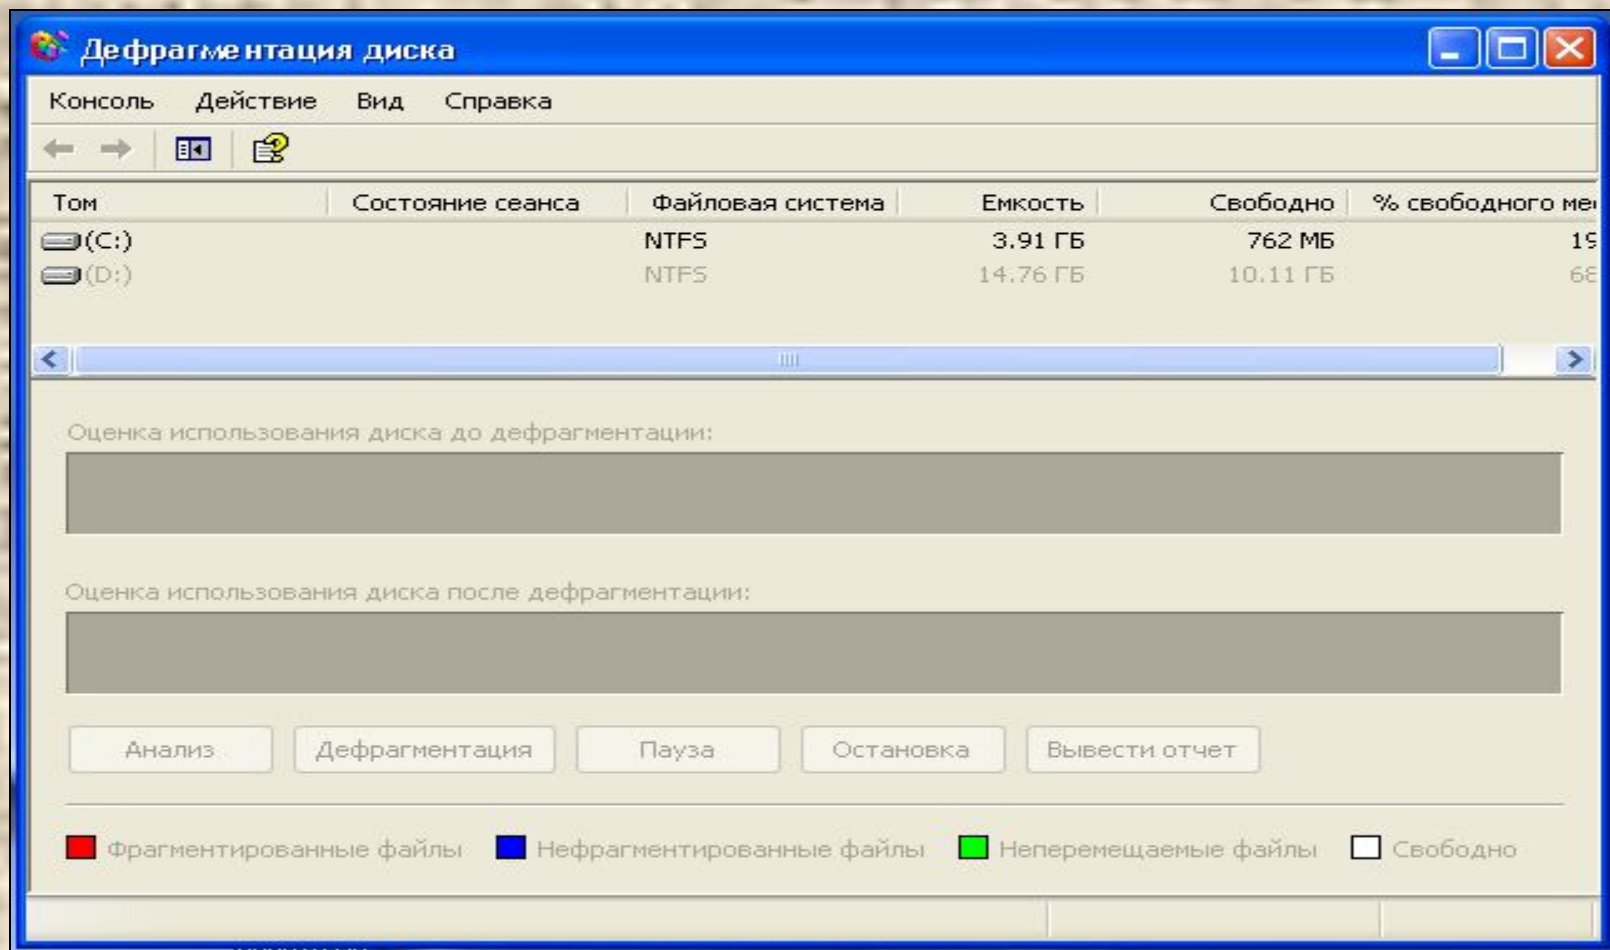 Дефрагментация диска
Консоль Действие Вид Справка
Том Состояние сеанса Файловая система Емкость Свободно % свободного
(C:) NTFS 3.91 ГБ 762 МБ 19
(D:) NTFS 14.76 ГБ 10.11 ГБ 68
Оценка использования диска до дефрагментации:
Оценка использования диска после дефрагментации:
Анализ Дефрагментация Пауза Остановка Вывести отчет
Фрагментированные файлы Нефрагментированные файлы Неперемещаемые файлы Свободно